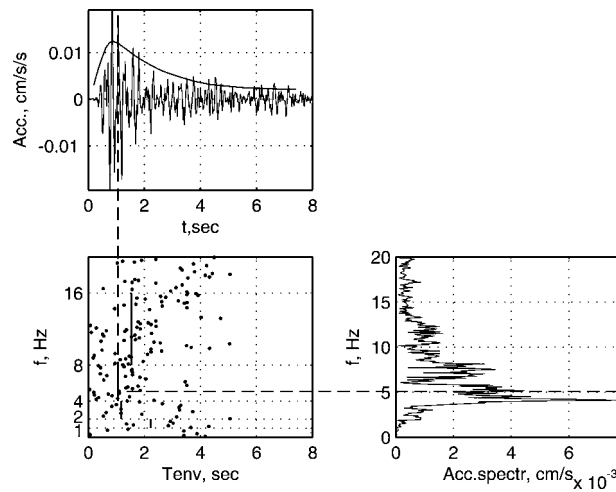 Acc., cm/s/s
0.01
0
-0.01
0 2 4 6 8
t,sec
f, Hz
16
8
4
2
1
0 2 4 6 8
Tenv, sec
f, Hz
20
15
10
5
0
0 2 4 6
Acc.spectr, cm/s x 10⁻³